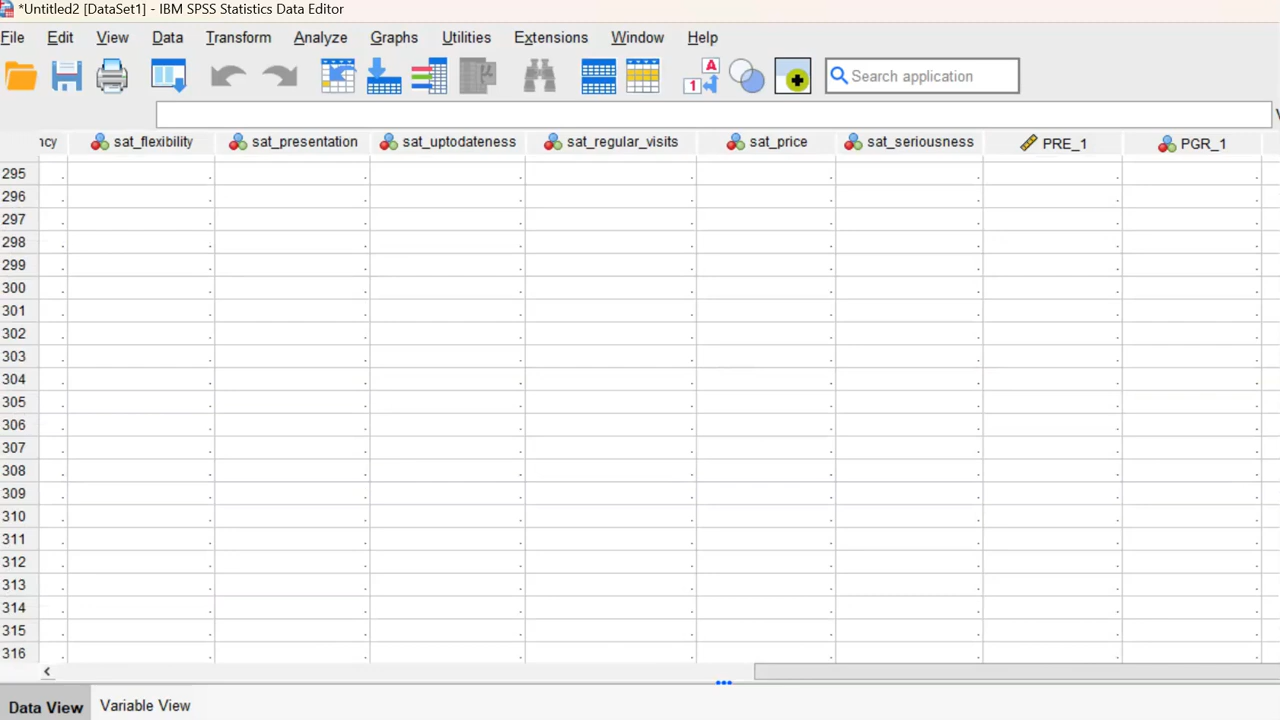 *Untitled2 [DataSet1] - IBM SPSS Statistics Data Editor
File Edit View Data Transform Analyze Graphs Utilities Extensions Window Help
1 A Search application
ncy sat_flexibility sat_presentation sat_uptodateness sat_regular_visits sat_price sat_seriousness PRE_1 PGR_1
295 . . . . . . . . .
296 . . . . . . . . .
297 . . . . . . . . .
298 . . . . . . . . .
299 . . . . . . . . .
300 . . . . . . . . .
301 . . . . . . . . .
302 . . . . . . . . .
303 . . . . . . . . .
304 . . . . . . . . .
305 . . . . . . . . .
306 . . . . . . . . .
307 . . . . . . . . .
308 . . . . . . . . .
309 . . . . . . . . .
310 . . . . . . . . .
311 . . . . . . . . .
312 . . . . . . . . .
313 . . . . . . . . .
314 . . . . . . . . .
315 . . . . . . . . .
316 . . . . . . . . .
Data View Variable View